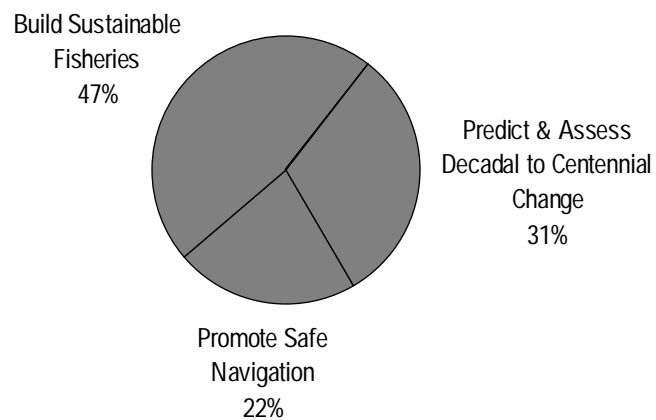 Build Sustainable
Fisheries
47%
Predict & Assess
Decadal to Centennial
Change
31%
Promote Safe
Navigation
22%